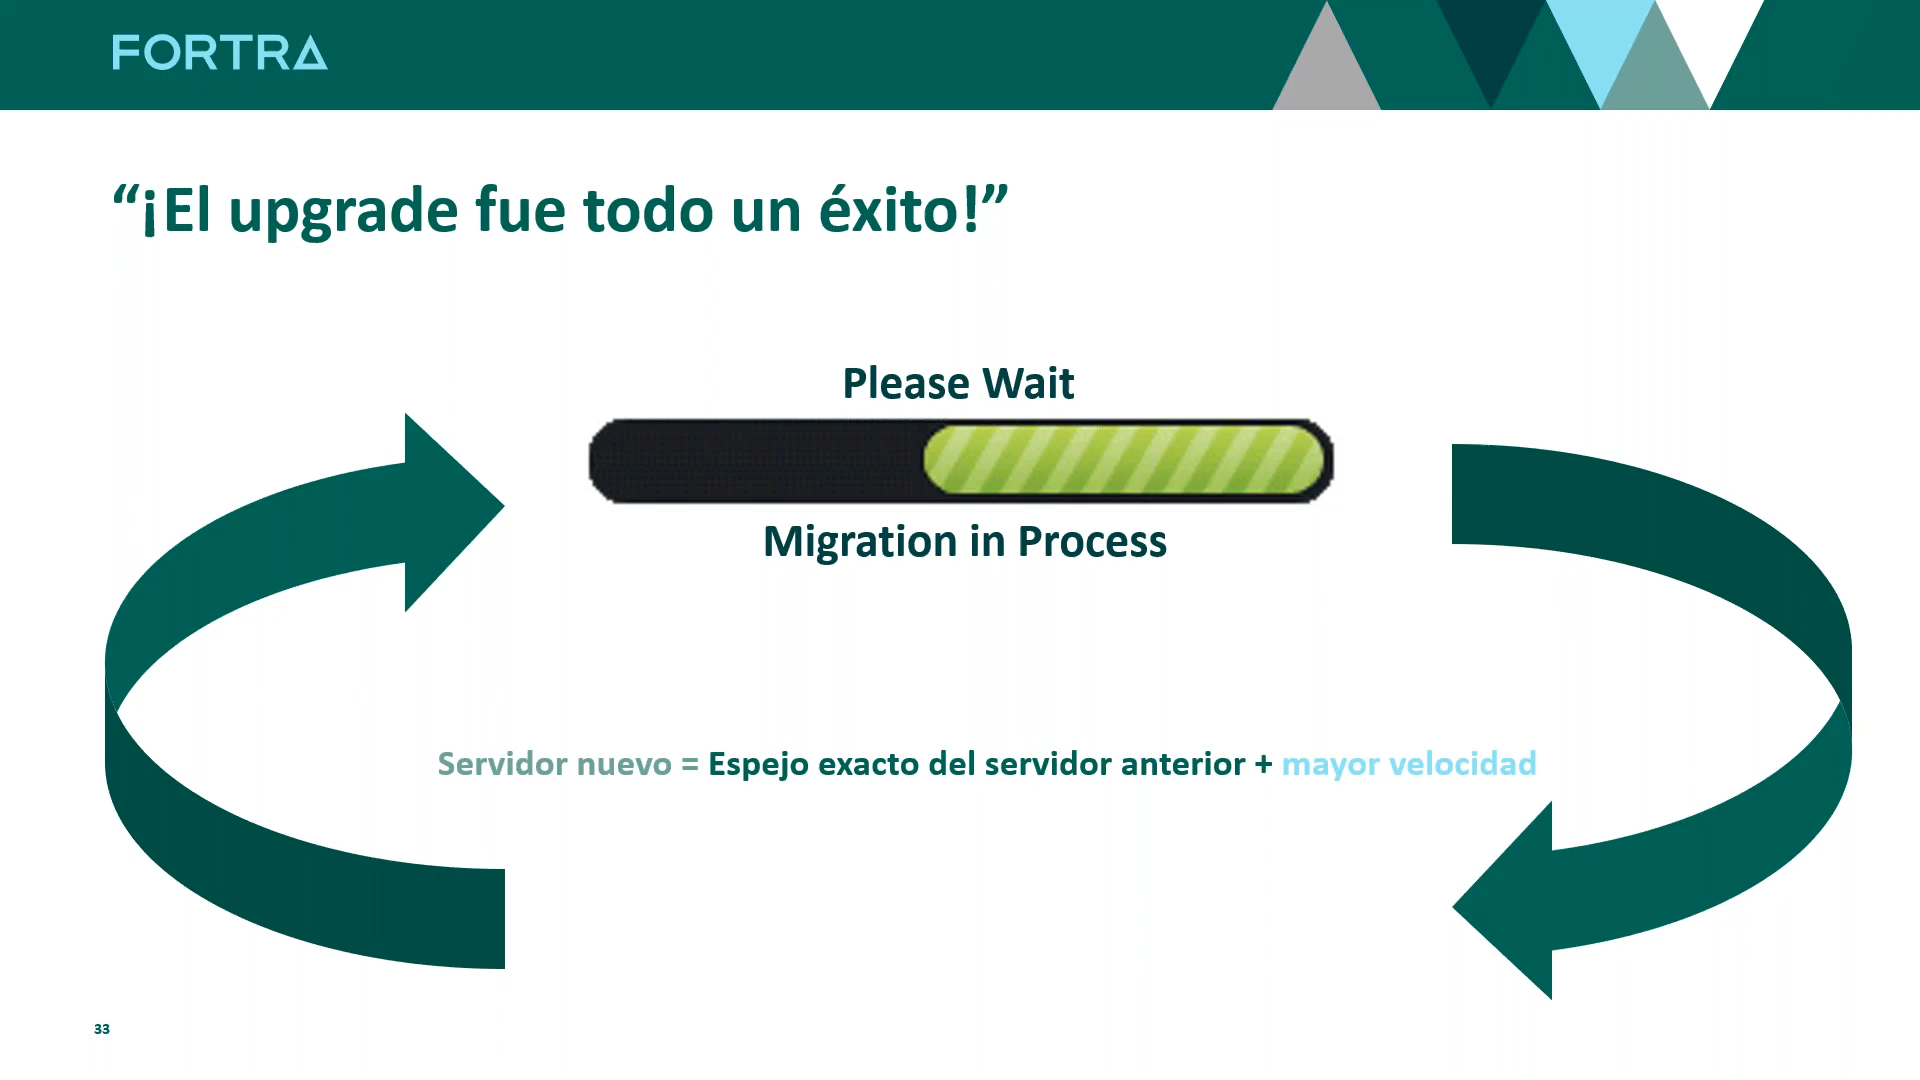 FORTRA
“¡El upgrade fue todo un éxito!”
Please Wait
Migration in Process
Servidor nuevo = Espejo exacto del servidor anterior + mayor velocidad
33